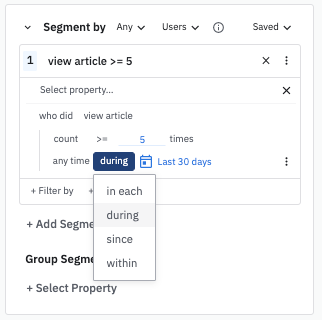 Segment by Any Users Saved
1 view article >= 5
Select property…
who did view article
count >= 5 times
any time during Last 30 days
+ Filter by +
in each
during
+ Add Segme
since
Group Segme
within
+ Select Property